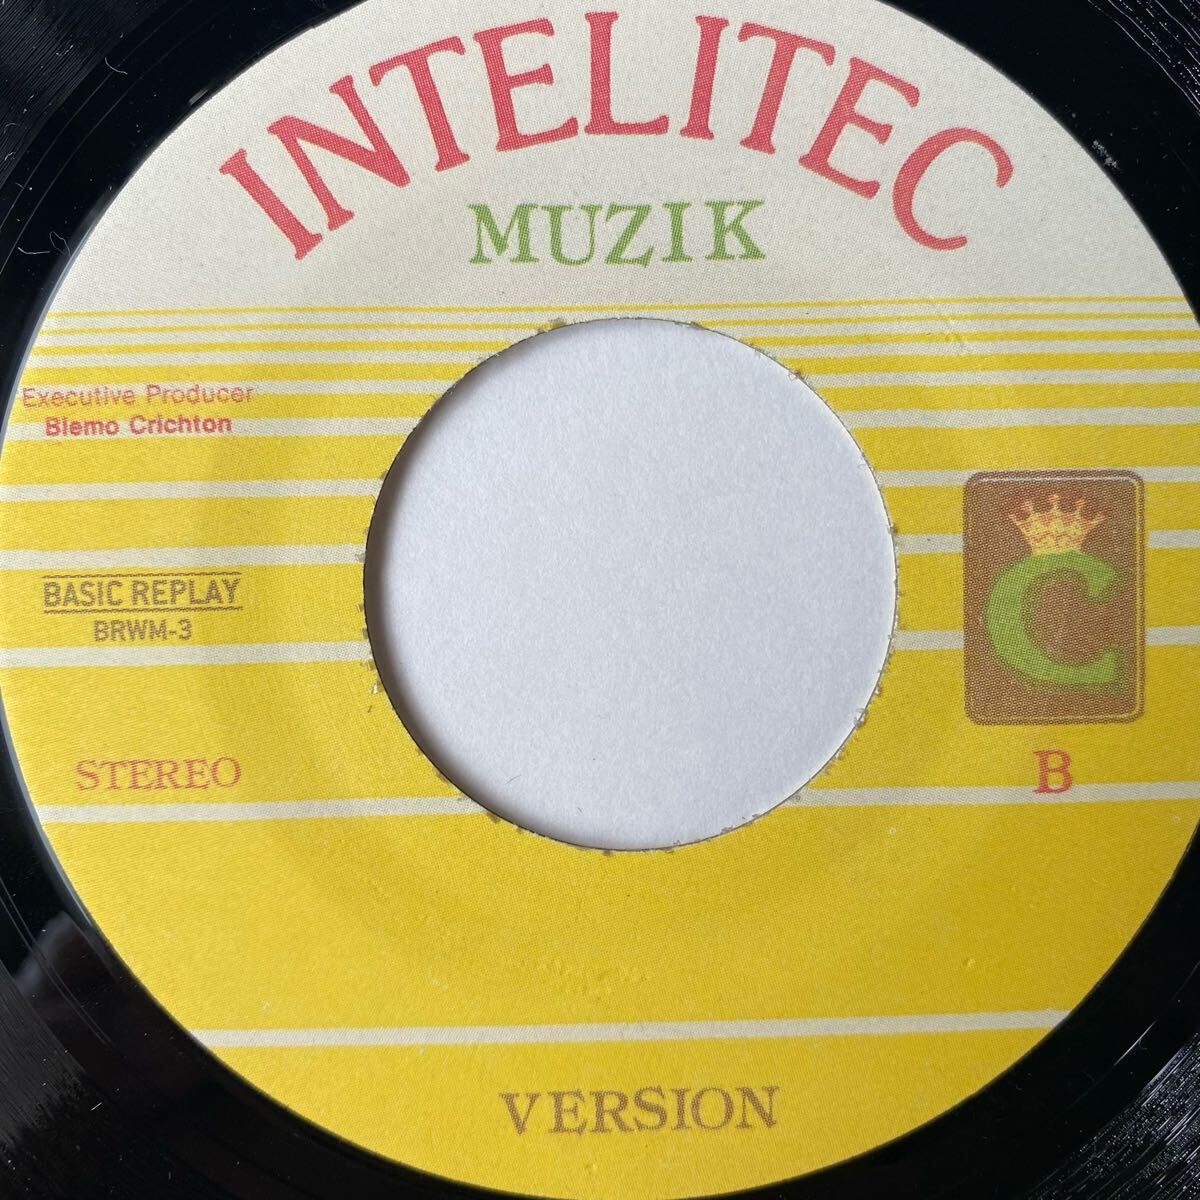 INTELITEC
MUZIK
Executive Producer
Blemo Crichton
BASIC REPLAY
BRWM-3
C
STEREO
B
VERSION